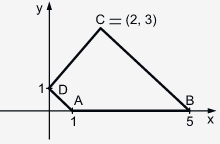 y
C = (2, 3)
1 D A B
1 5 x